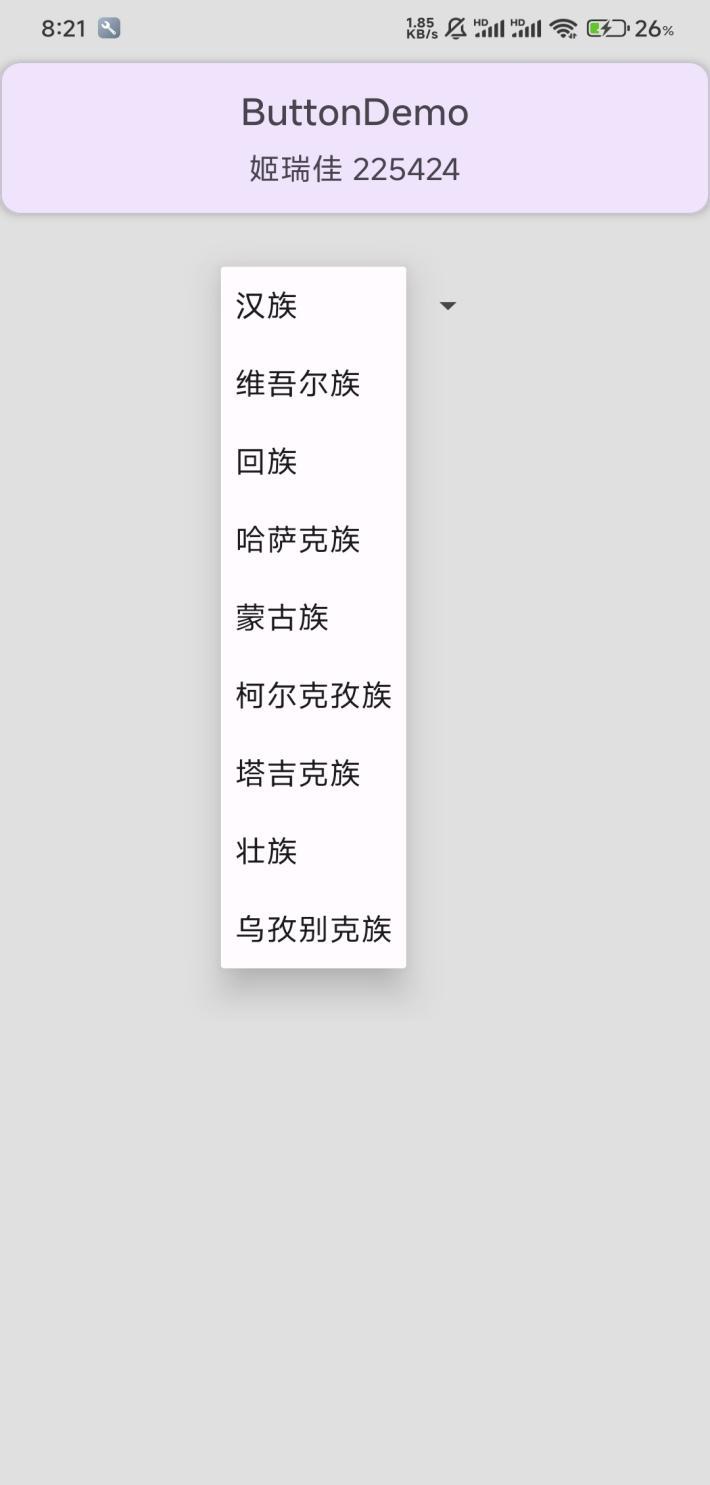 8:21
1.85 KB/s HD HD 26%
ButtonDemo
姬瑞佳 225424
汉族
维吾尔族
回族
哈萨克族
蒙古族
柯尔克孜族
塔吉克族
壮族
乌孜别克族